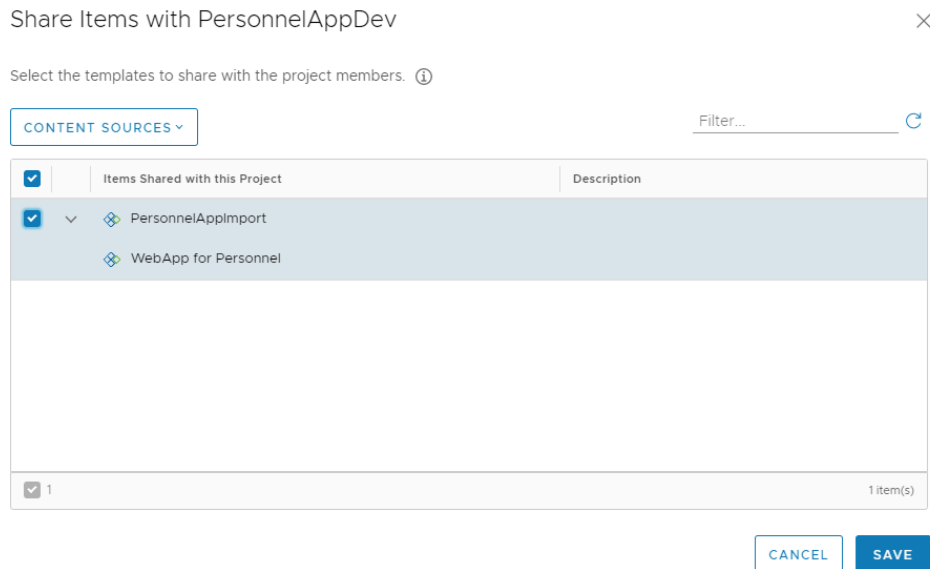 Share Items with PersonnelAppDev
Select the templates to share with the project members.
CONTENT SOURCES
Filter...
Items Shared with this Project Description
PersonnelAppImport
WebApp for Personnel
1 1 item(s)
CANCEL SAVE